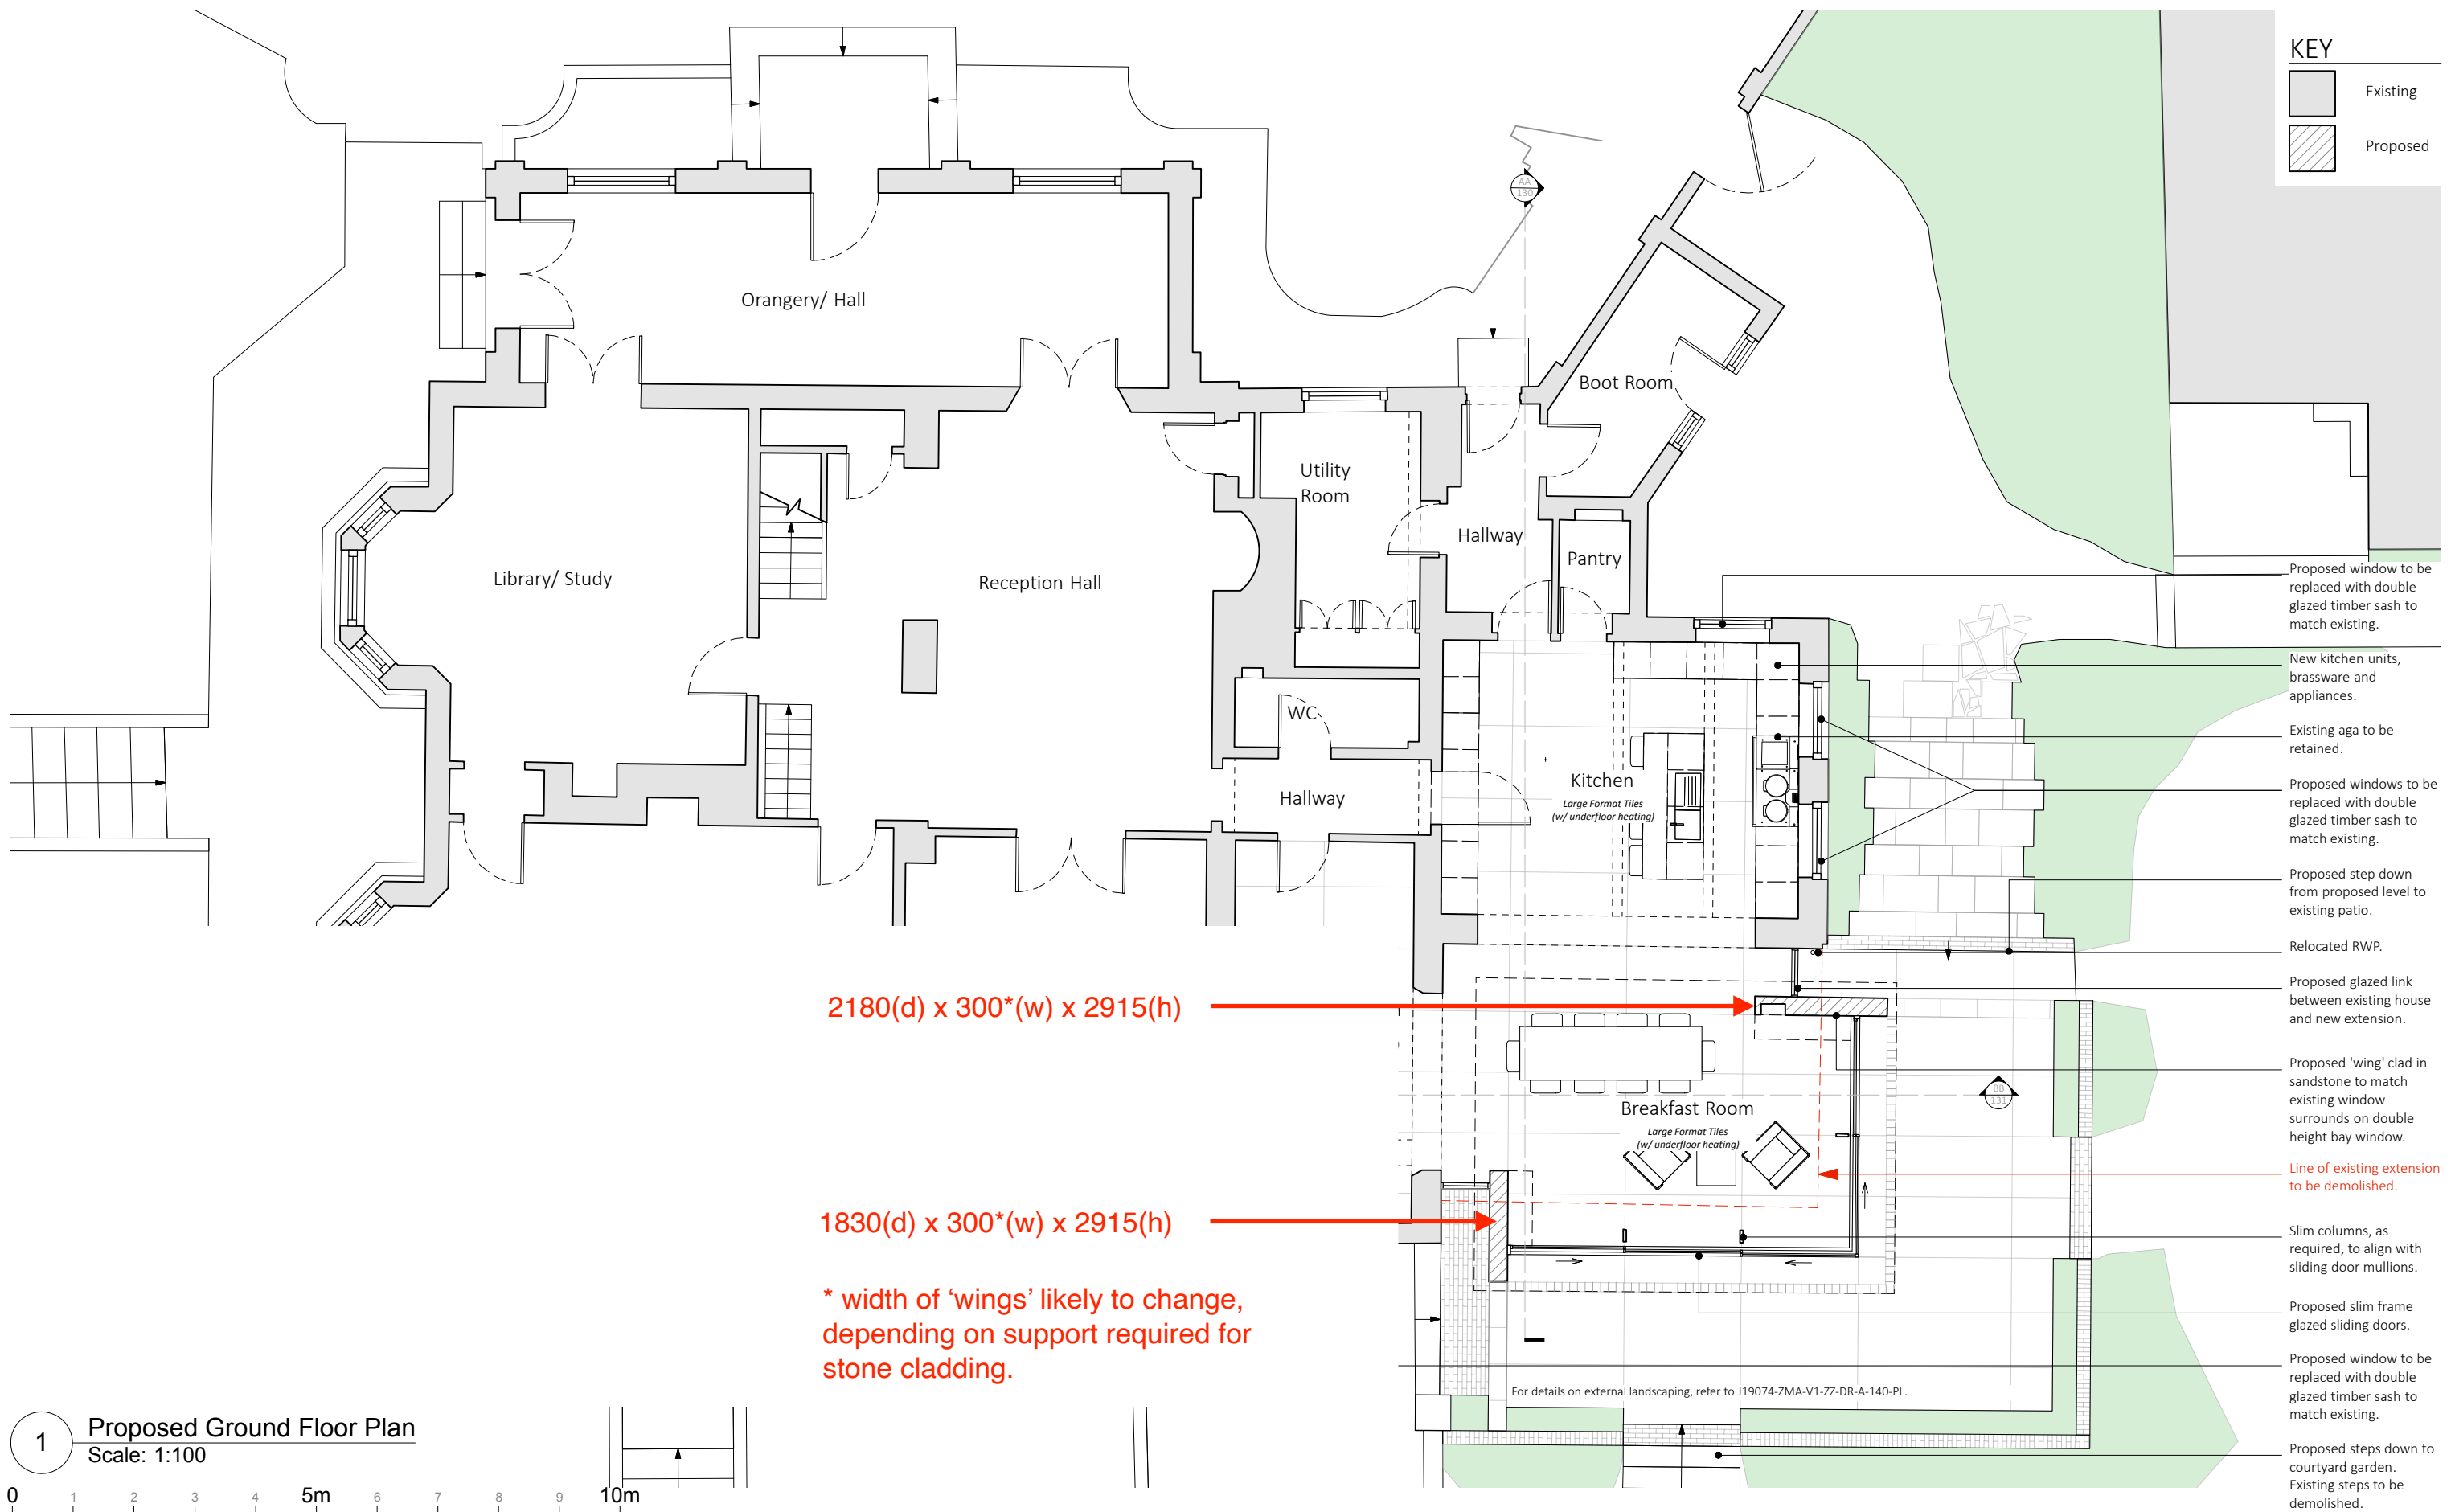 KEY
Existing
Proposed
AA
130
Orangery/ Hall
Boot Room
Utility
Room
Hallway
Pantry
Library/ Study
Reception Hall
WC
Hallway
Kitchen
Large Format Tiles
(w/ underfloor heating)
Breakfast Room
Large Format Tiles
(w/ underfloor heating)
BB
131
Proposed window to be
replaced with double
glazed timber sash to
match existing.
New kitchen units,
brassware and
appliances.
Existing aga to be
retained.
Proposed windows to be
replaced with double
glazed timber sash to
match existing.
Proposed step down
from proposed level to
existing patio.
Relocated RWP.
Proposed glazed link
between existing house
and new extension.
Proposed 'wing' clad in
sandstone to match
existing window
surrounds on double
height bay window.
Line of existing extension
to be demolished.
Slim columns, as
required, to align with
sliding door mullions.
Proposed slim frame
glazed sliding doors.
Proposed window to be
replaced with double
glazed timber sash to
match existing.
Proposed steps down to
courtyard garden.
Existing steps to be
demolished.
2180(d) x 300*(w) x 2915(h)
1830(d) x 300*(w) x 2915(h)
* width of ‘wings’ likely to change,
depending on support required for
stone cladding.
For details on external landscaping, refer to J19074-ZMA-V1-ZZ-DR-A-140-PL.
1
Proposed Ground Floor Plan
Scale: 1:100
0 1 2 3 4 5m 6 7 8 9 10m